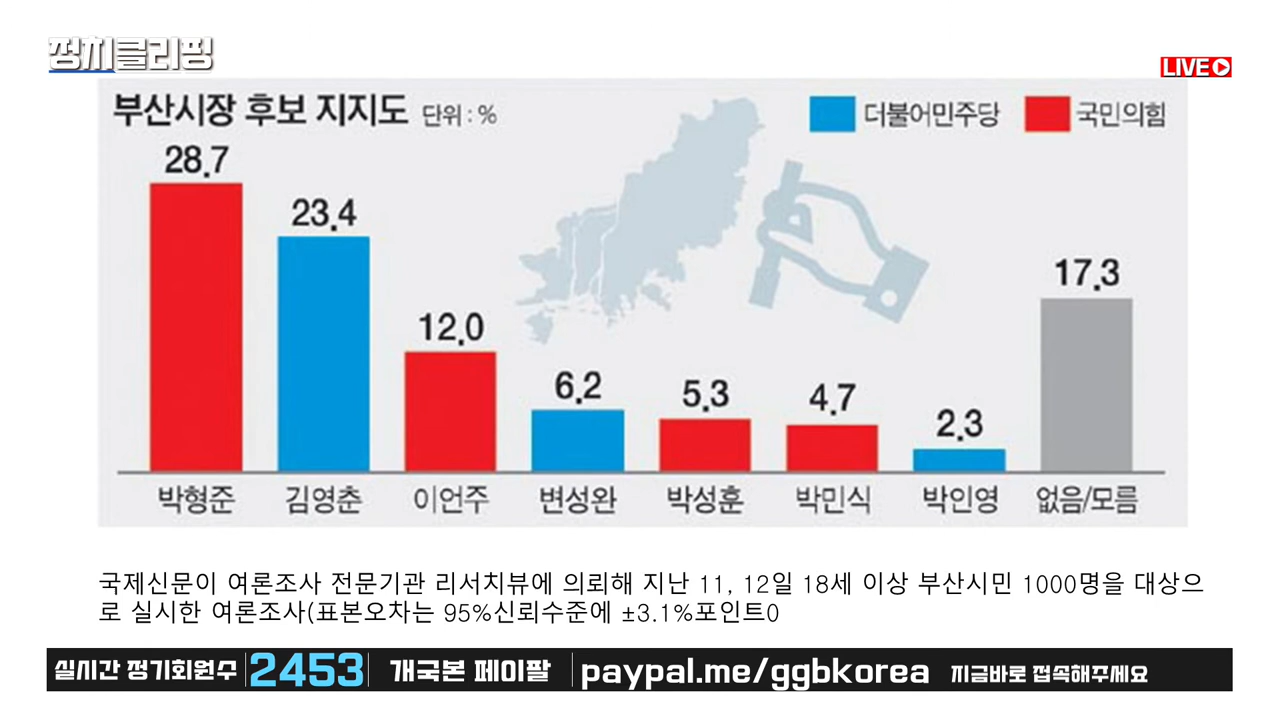 정치클리핑
LIVE
부산시장 후보 지지도 단위 : %
더불어민주당 국민의힘
28.7 23.4 12.0 6.2 5.3 4.7 2.3 17.3
박형준 김영춘 이언주 변성완 박성훈 박민식 박인영 없음/모름
국제신문이 여론조사 전문기관 리서치뷰에 의뢰해 지난 11, 12일 18세 이상 부산시민 1000명을 대상으
로 실시한 여론조사(표본오차는 95%신뢰수준에 ±3.1%포인트0
실시간 정기회원수 2453 개국본 페이팔 paypal.me/ggbkorea 지금바로 접속해주세요